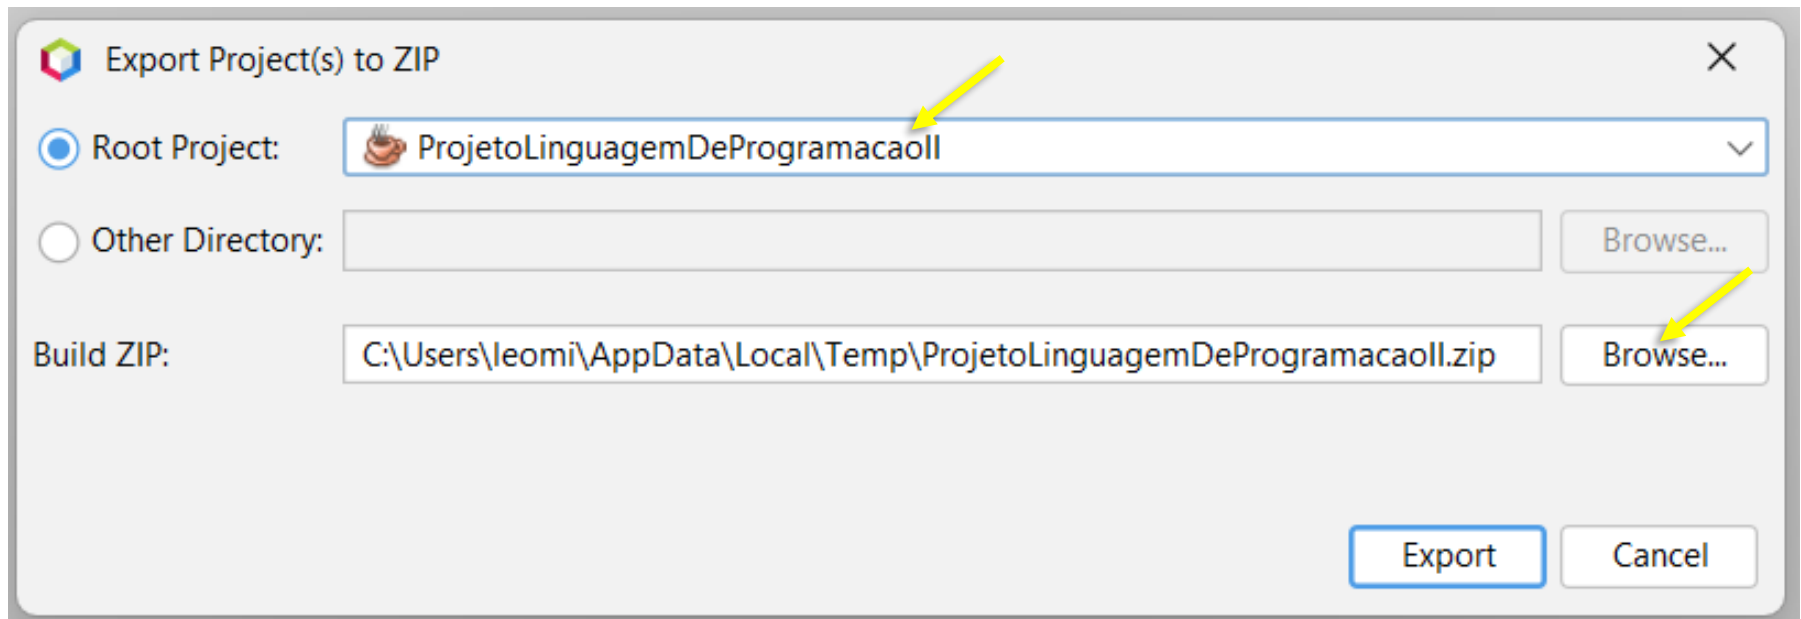 Export Project(s) to ZIP
Root Project: ProjetoLinguagemDeProgramacaoII
Other Directory: Browse...
Build ZIP: C:\Users\leomi\AppData\Local\Temp\ProjetoLinguagemDeProgramacaoII.zip Browse...
Export Cancel